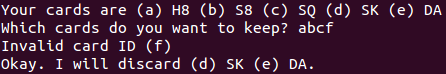 Your cards are (a) H8 (b) S8 (c) SQ (d) SK (e) DA
Which cards do you want to keep? abcf
Invalid card ID (f)
Okay. I will discard (d) SK (e) DA.